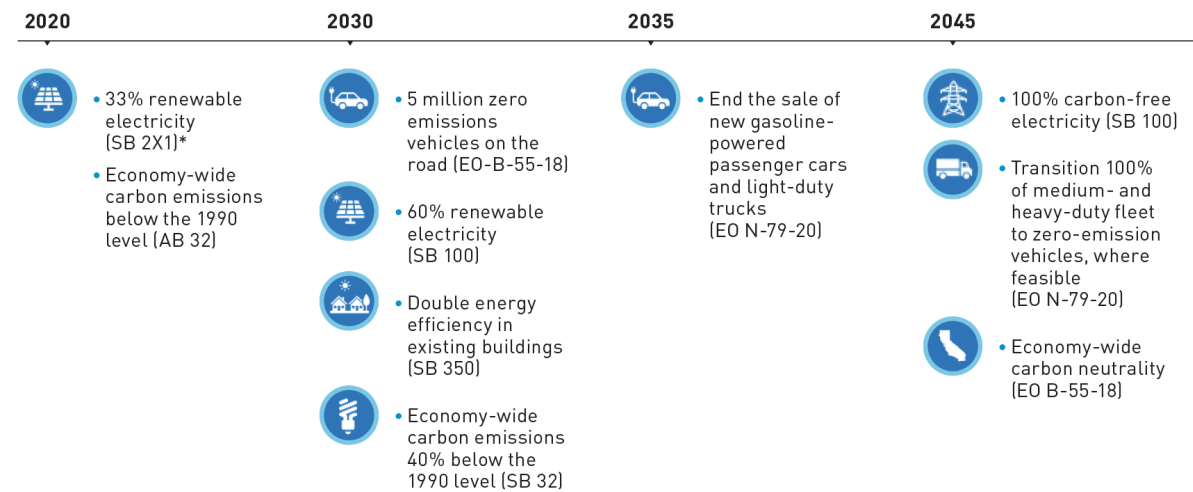 2020
• 33% renewable
electricity
(SB 2X1)*
• Economy-wide
carbon emissions
below the 1990
level (AB 32)
2030
• 5 million zero
emissions
vehicles on the
road (EO-B-55-18)
• 60% renewable
electricity
(SB 100)
• Double energy
efficiency in
existing buildings
(SB 350)
• Economy-wide
carbon emissions
40% below the
1990 level (SB 32)
2035
• End the sale of
new gasoline-
powered
passenger cars
and light-duty
trucks
(EO N-79-20)
2045
• 100% carbon-free
electricity (SB 100)
• Transition 100%
of medium- and
heavy-duty fleet
to zero-emission
vehicles, where
feasible
(EO N-79-20)
• Economy-wide
carbon neutrality
(EO B-55-18)